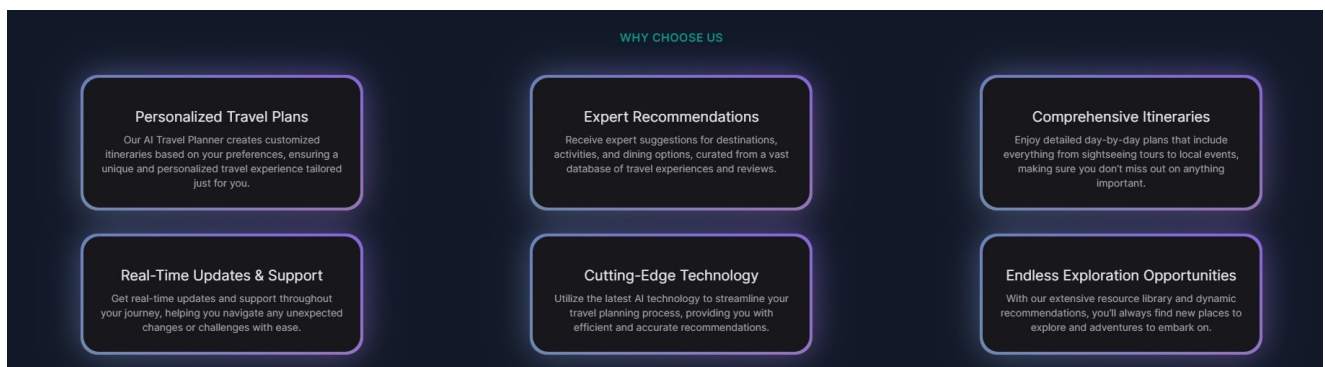 WHY CHOOSE US
Personalized Travel Plans
Our AI Travel Planner creates customized
itineraries based on your preferences, ensuring a
unique and personalized travel experience tailored
just for you.
Expert Recommendations
Receive expert suggestions for destinations,
activities, and dining options, curated from a vast
database of travel experiences and reviews.
Comprehensive Itineraries
Enjoy detailed day-by-day plans that include
everything from sightseeing tours to local events,
making sure you don't miss out on anything
important.
Real-Time Updates & Support
Get real-time updates and support throughout
your journey, helping you navigate any unexpected
changes or challenges with ease.
Cutting-Edge Technology
Utilize the latest AI technology to streamline your
travel planning process, providing you with
efficient and accurate recommendations.
Endless Exploration Opportunities
With our extensive resource library and dynamic
recommendations, you'll always find new places to
explore and adventures to embark on.